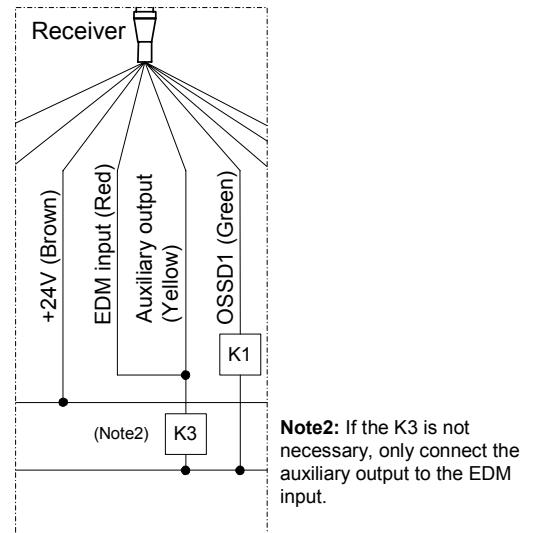 Receiver
+24V (Brown)
EDM input (Red)
Auxiliary output
(Yellow)
OSSD1 (Green)
K1
(Note2)
K3
Note2: If the K3 is not
necessary, only connect the
auxiliary output to the EDM
input.